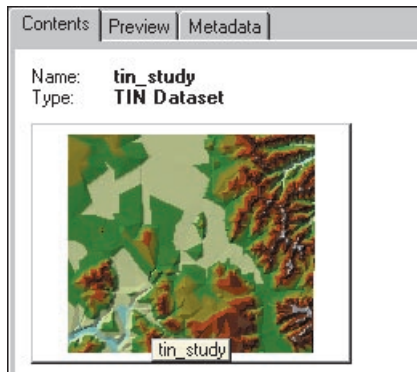 Contents Preview Metadata
Name: tin_study
Type: TIN Dataset
tin_study